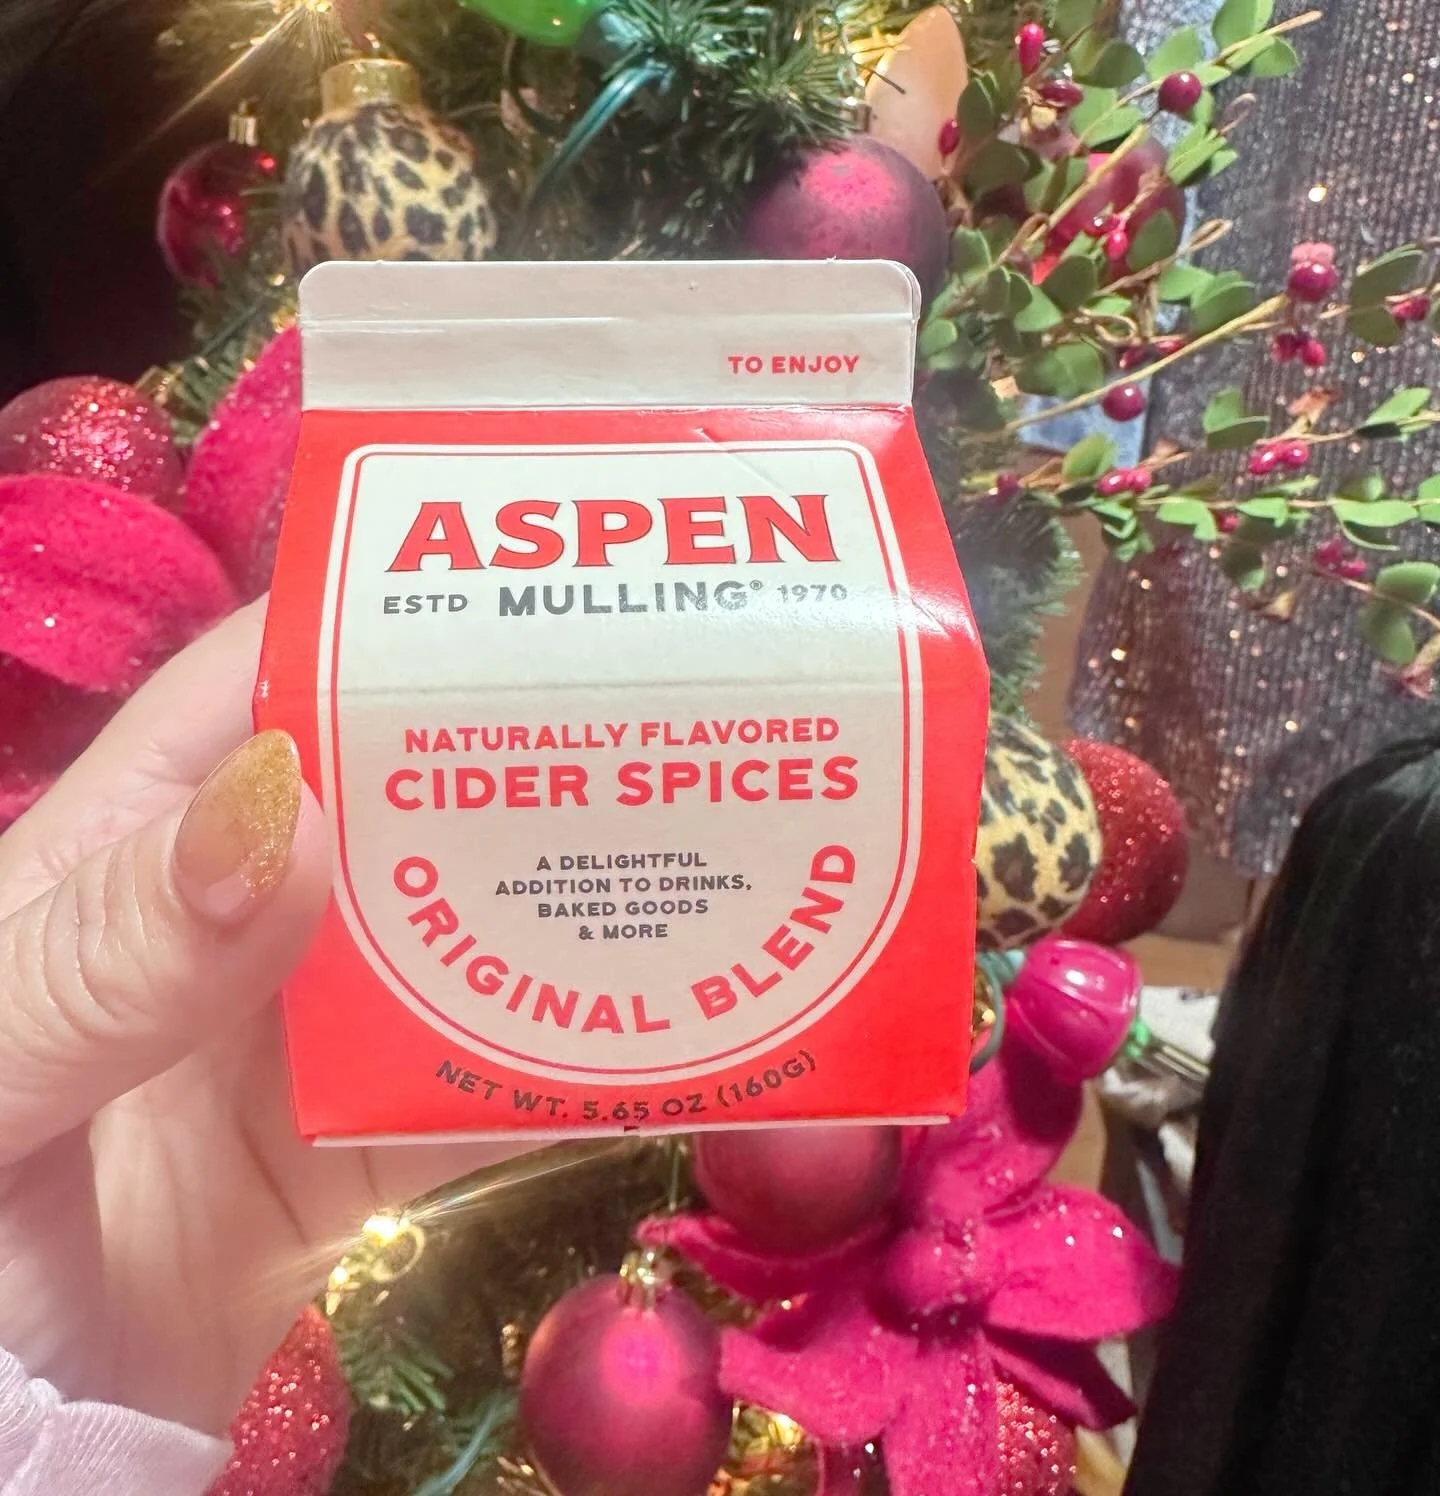 TO ENJOY
ASPEN
ESTD MULLING® 1970
NATURALLY FLAVORED
CIDER SPICES
A DELIGHTFUL
ADDITION TO DRINKS,
BAKED GOODS
& MORE
ORIGINAL BLEND
NET WT. 5.65 OZ (160G)